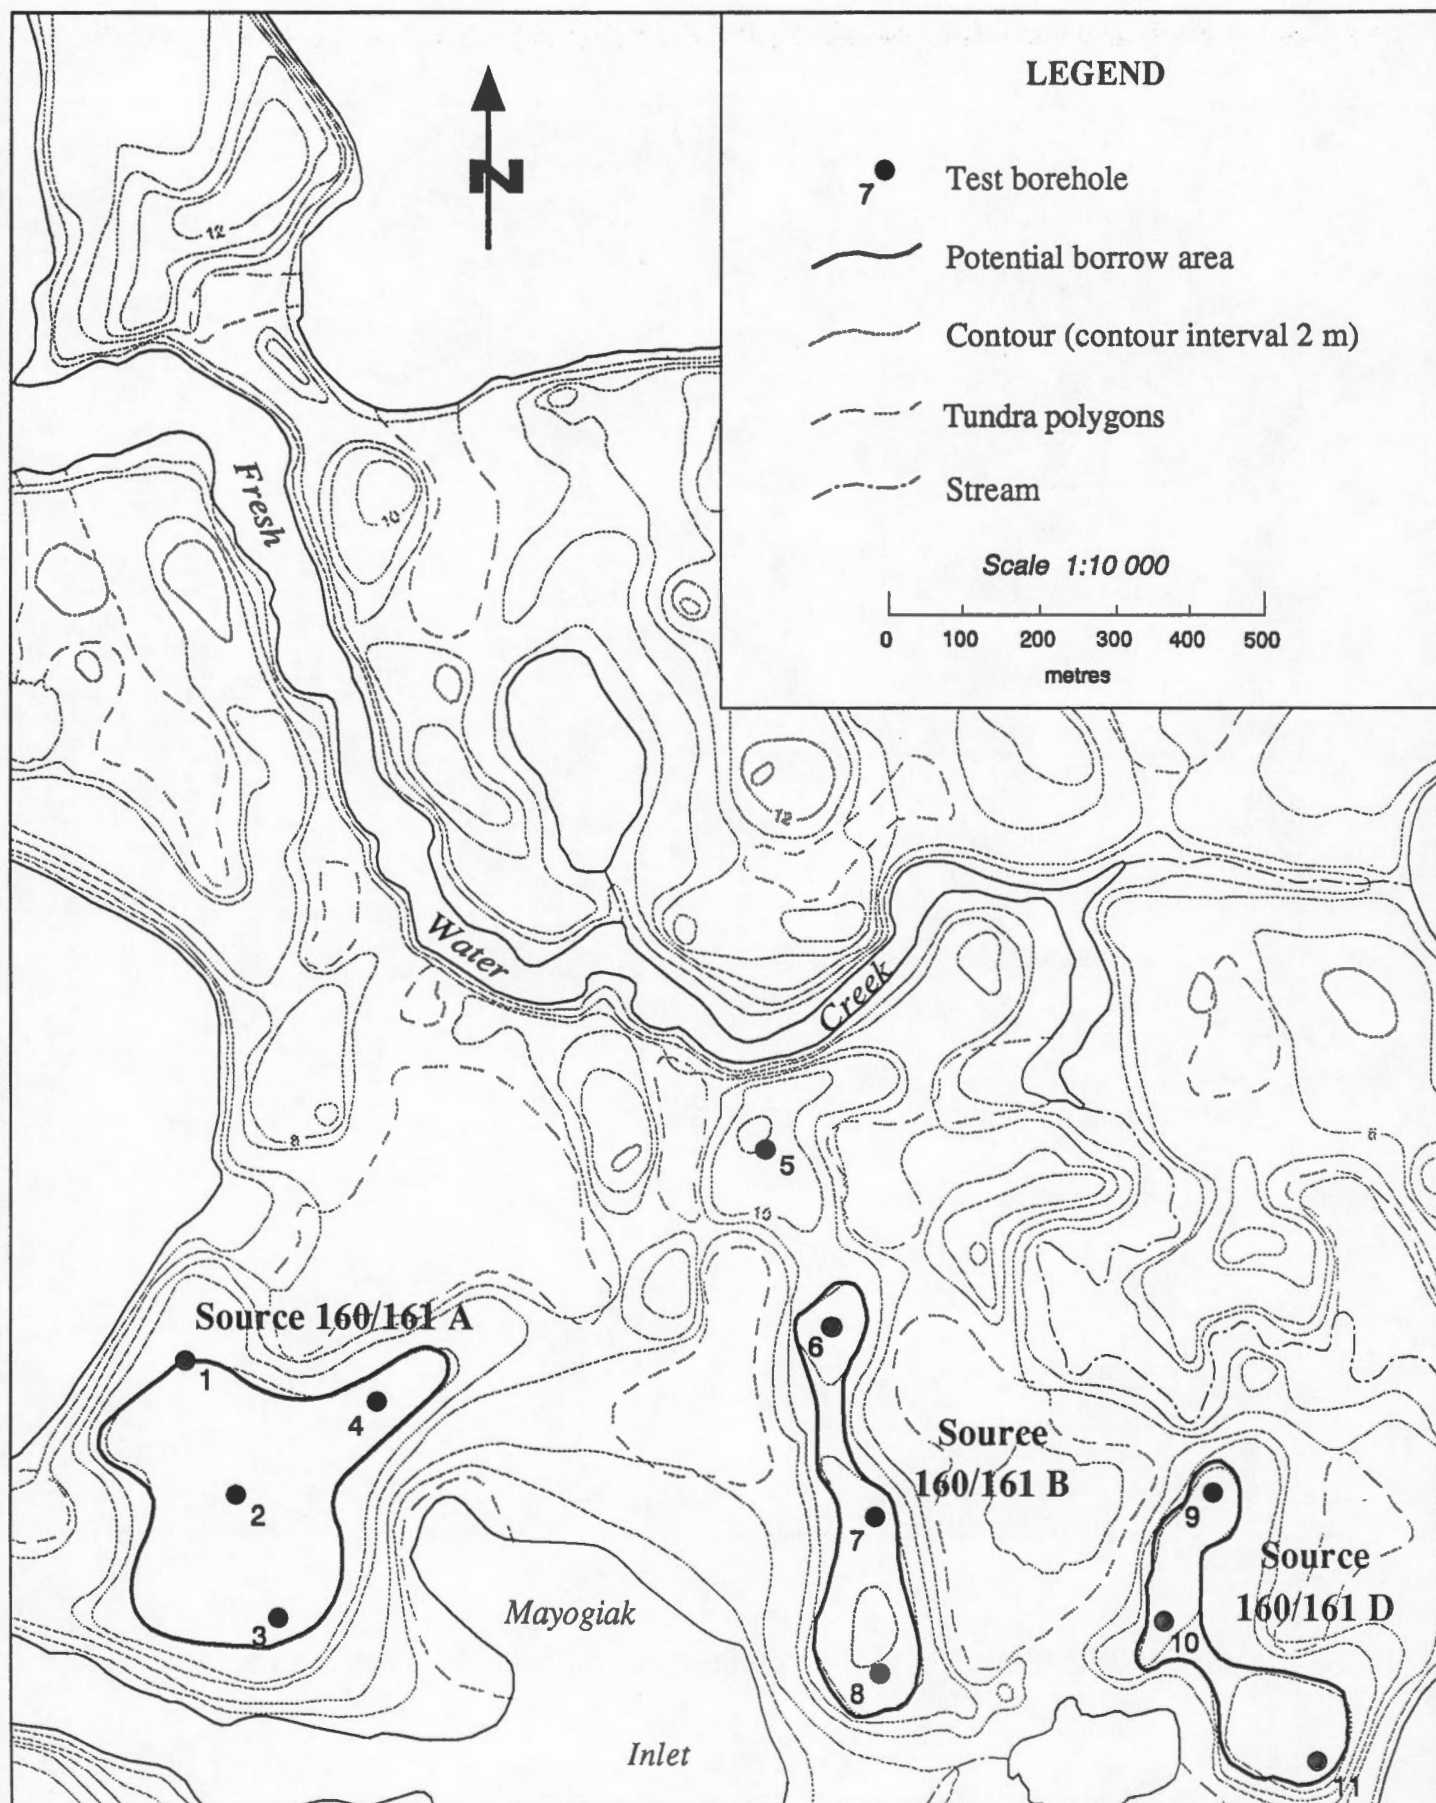 LEGEND
7 Test borehole
Potential borrow area
Contour (contour interval 2 m)
Tundra polygons
Stream
Scale 1:10 000
0 100 200 300 400 500
metres
N
12
10
Fresh
12
Water
Creek
8
5
10
Source 160/161 A
1
4
2
3
6
Source
160/161 B
7
8
9
Source
160/161 D
10
11
Mayogiak
Inlet